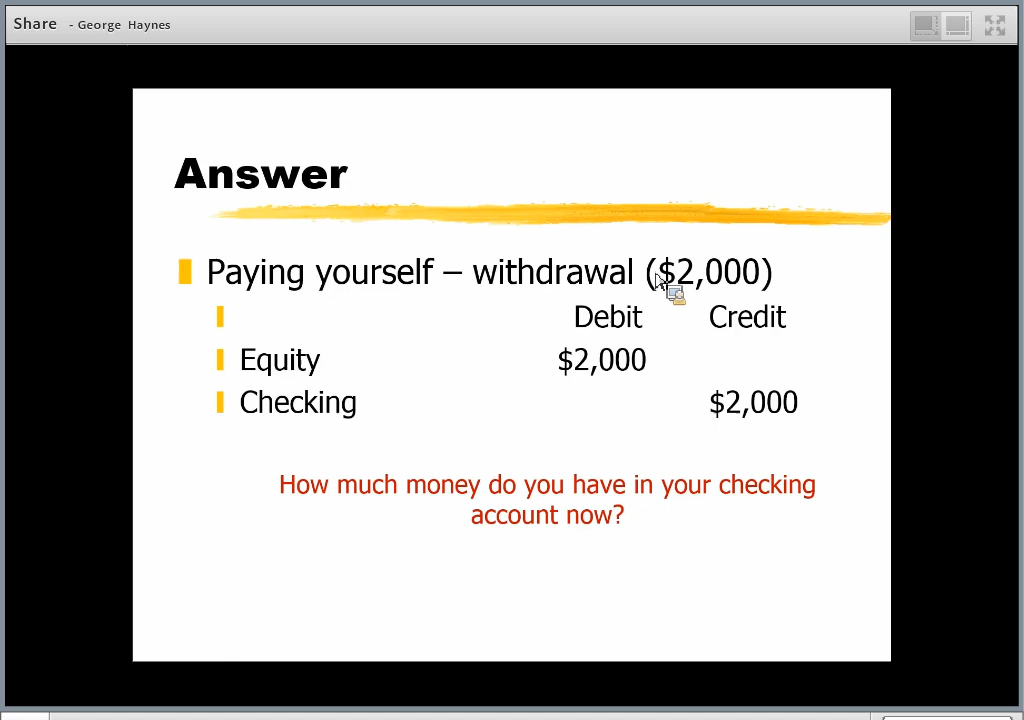 Share - George Haynes
Answer
Paying yourself – withdrawal ($2,000)
Debit Credit
Equity $2,000
Checking $2,000
How much money do you have in your checking
account now?